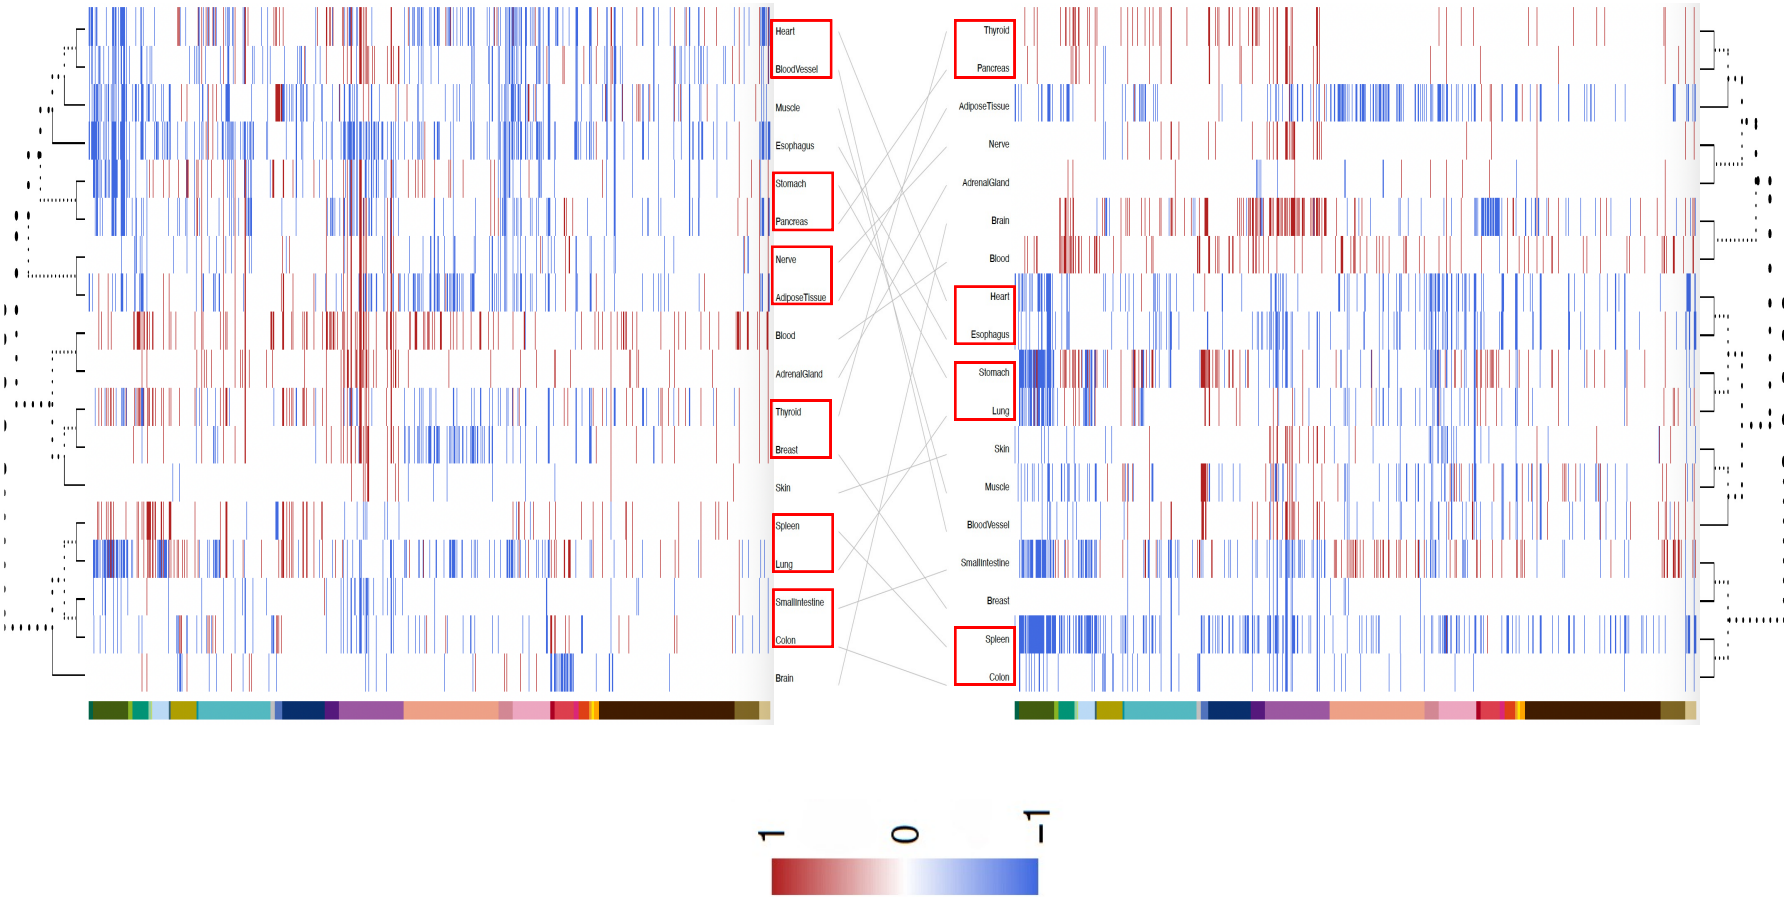 Heart
BloodVessel
Muscle
Esophagus
Stomach
Pancreas
Nerve
AdiposeTissue
Blood
AdrenalGland
Thyroid
Breast
Skin
Spleen
Lung
SmallIntestine
Colon
Brain
Thyroid
Pancreas
AdiposeTissue
Nerve
AdrenalGland
Brain
Blood
Heart
Esophagus
Stomach
Lung
Skin
Muscle
BloodVessel
SmallIntestine
Breast
Spleen
Colon
1
0
−1